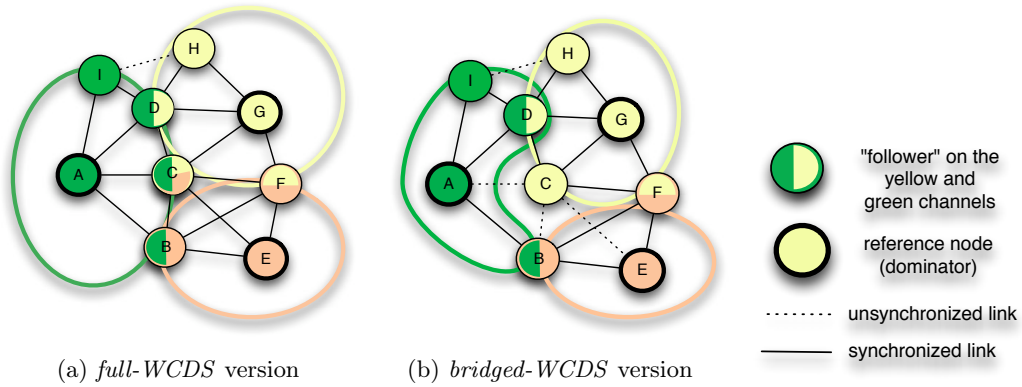 H
I
D
G
A
C
F
B
E
(a) full-WCDS version
H
I
D
G
A
C
F
B
E
(b) bridged-WCDS version
"follower" on the
yellow and
green channels
reference node
(dominator)
unsynchronized link
synchronized link